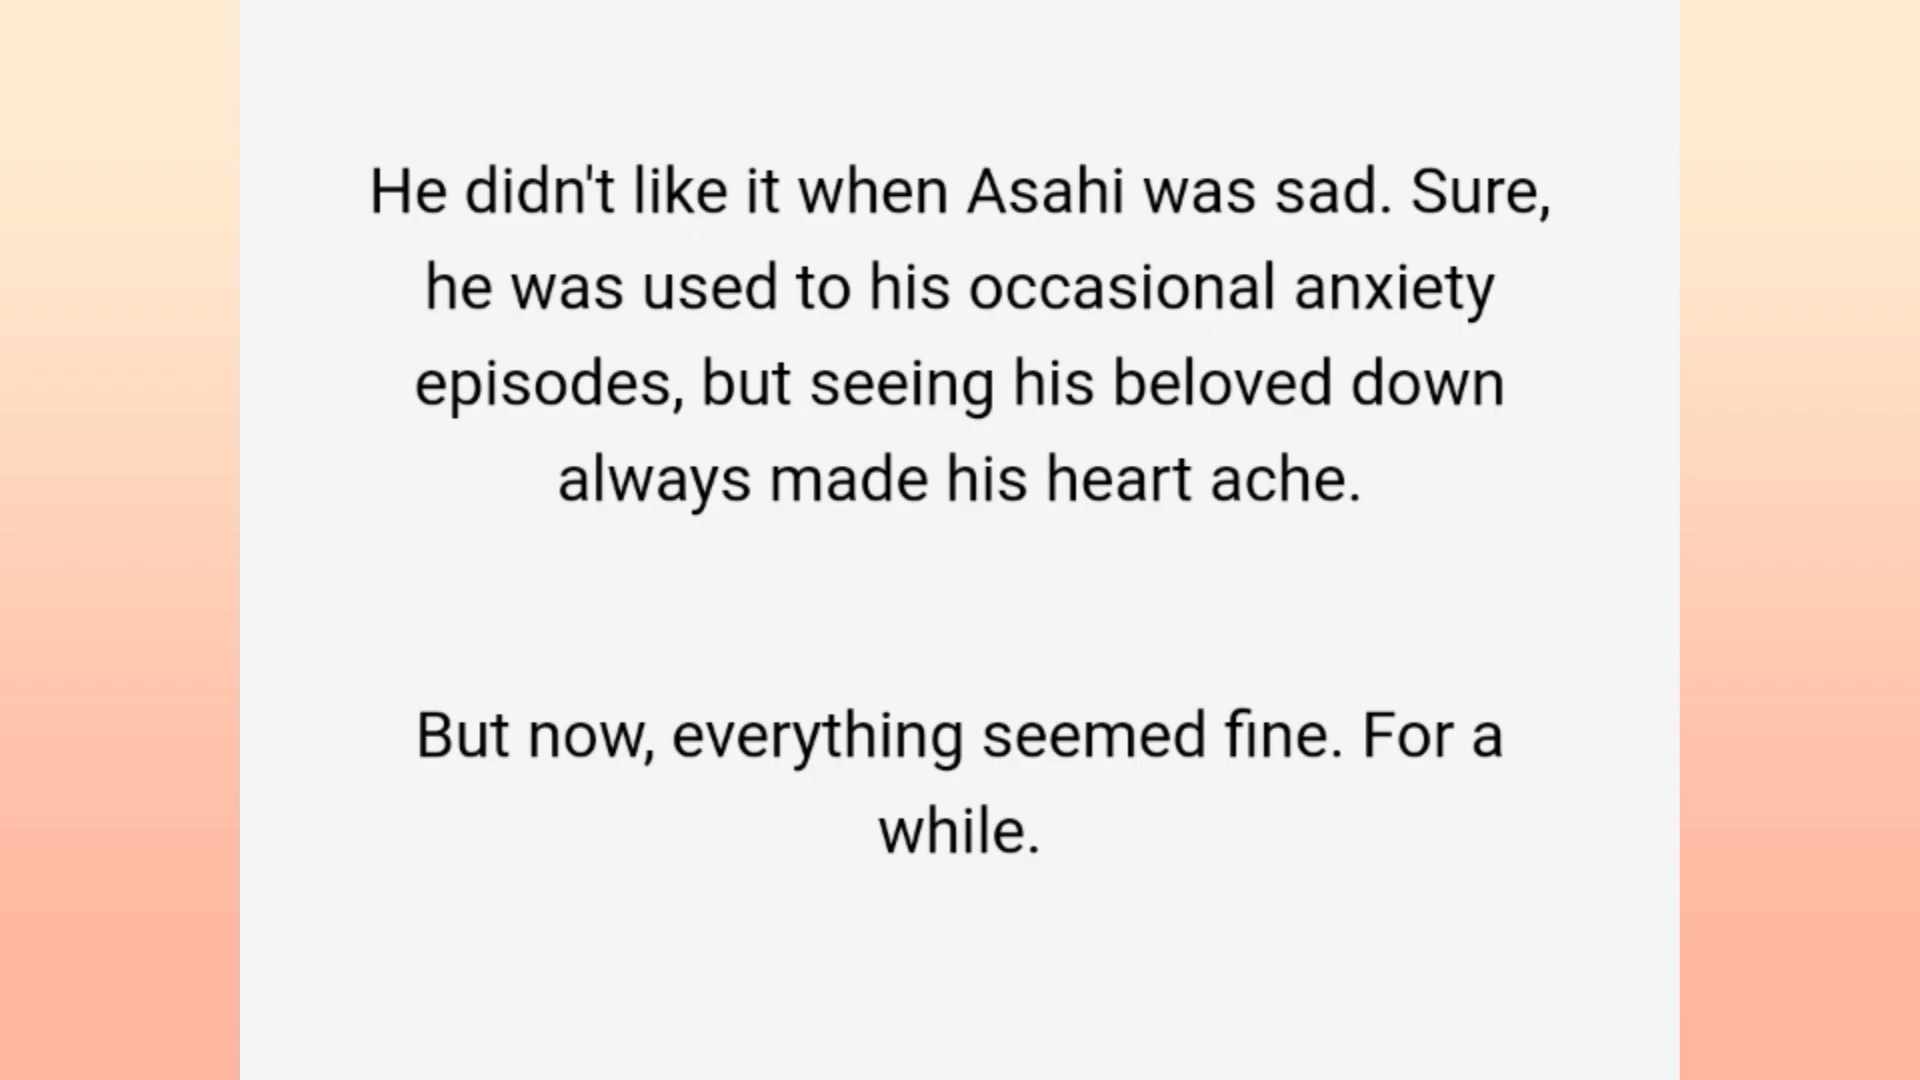 He didn't like it when Asahi was sad. Sure,
he was used to his occasional anxiety
episodes, but seeing his beloved down
always made his heart ache.
But now, everything seemed fine. For a
while.